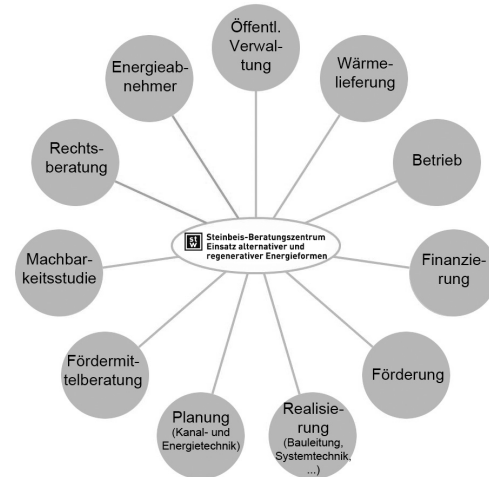 Öffentl.
Verwal-
tung
Wärme-
lieferung
Betrieb
Finanzie-
rung
Förderung
Realisie-
rung
(Bauleitung,
Systemtechnik,
...)
Planung
(Kanal- und
Energietechnik)
Fördermit-
telberatung
Machbar-
keitsstudie
Rechts-
beratung
Energieab-
nehmer
Steinbeis-Beratungszentrum
Einsatz alternativer und
regenerativer Energieformen